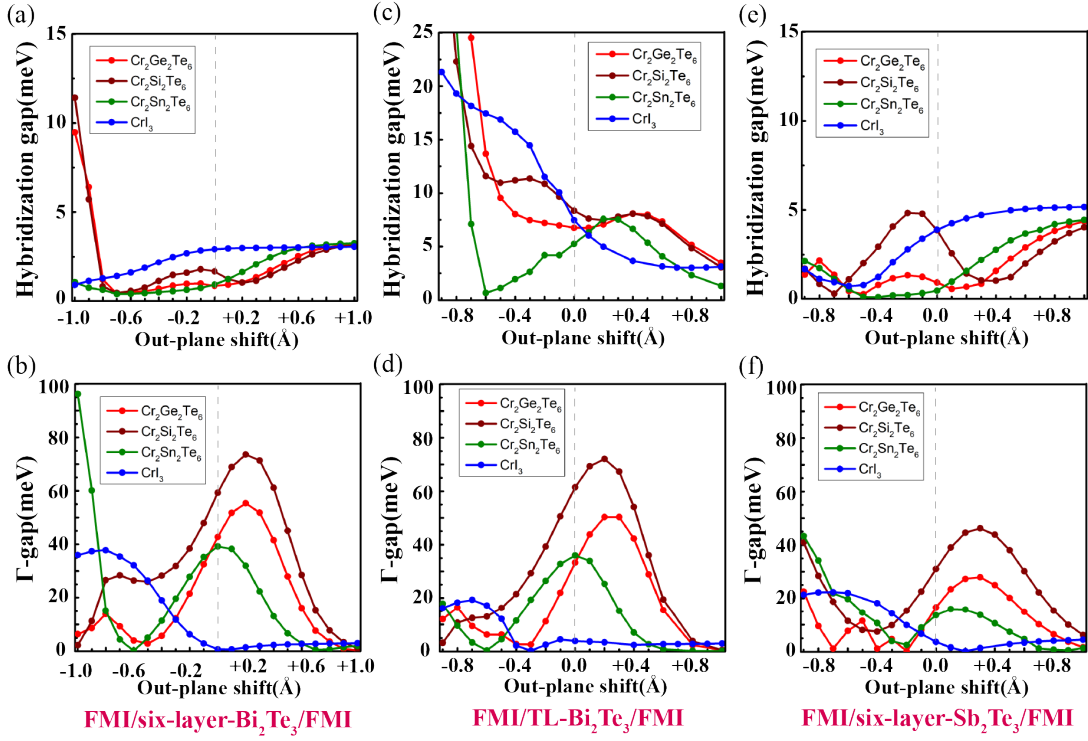 (a)
15
10
5
0
Hybridization gap(meV)
Cr2Ge2Te6
Cr2Si2Te6
Cr2Sn2Te6
CrI3
-1.0 -0.6 -0.2 +0.2 +0.6 +1.0
Out-plane shift(Å)
(c)
25
20
15
10
5
0
Hybridization gap(meV)
Cr2Ge2Te6
Cr2Si2Te6
Cr2Sn2Te6
CrI3
-0.8 -0.4 0.0 +0.4 +0.8
Out-plane shift(Å)
(e)
15
10
5
0
Hybridization gap(meV)
Cr2Ge2Te6
Cr2Si2Te6
Cr2Sn2Te6
CrI3
-0.8 -0.4 0.0 +0.4 +0.8
Out-plane shift(Å)
(b)
100
80
60
40
20
0
Γ-gap(meV)
Cr2Ge2Te6
Cr2Si2Te6
Cr2Sn2Te6
CrI3
-1.0 -0.6 -0.2 +0.2 +0.6 +1.0
Out-plane shift(Å)
FMI/six-layer-Bi2Te3/FMI
(d)
100
80
60
40
20
0
Γ-gap(meV)
Cr2Ge2Te6
Cr2Si2Te6
Cr2Sn2Te6
CrI3
-0.8 -0.4 0.0 +0.4 +0.8
Out-plane shift(Å)
FMI/TL-Bi2Te3/FMI
(f)
100
80
60
40
20
0
Γ-gap(meV)
Cr2Ge2Te6
Cr2Si2Te6
Cr2Sn2Te6
CrI3
-0.8 -0.4 0.0 +0.4 +0.8
Out-plane shift(Å)
FMI/six-layer-Sb2Te3/FMI